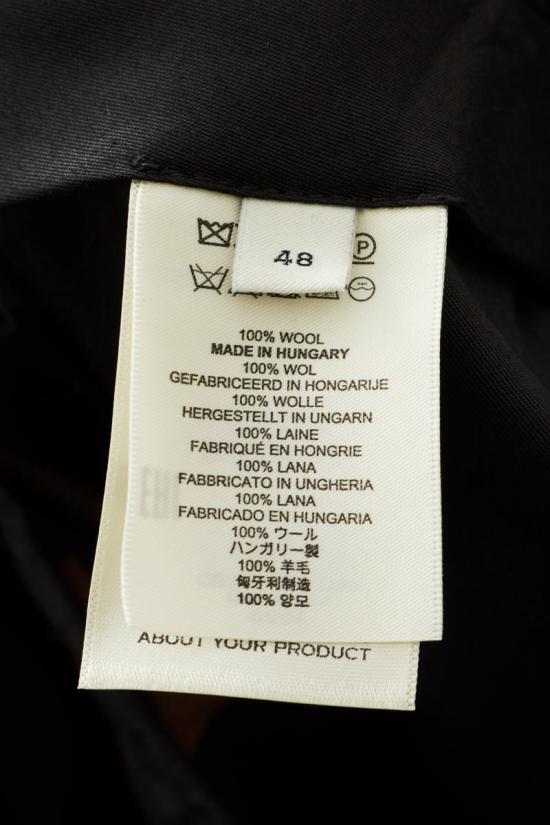 48
P
100% WOOL
MADE IN HUNGARY
100% WOL
GEFABRICEERD IN HONGARIJE
100% WOLLE
HERGESTELLT IN UNGARN
100% LAINE
FABRIQUÉ EN HONGRIE
100% LANA
FABBRICATO IN UNGHERIA
100% LANA
FABRICADO EN HUNGARIA
100% ウール
ハンガリー製
100% 羊毛
匈牙利制造
100% 양모
ABOUT YOUR PRODUCT